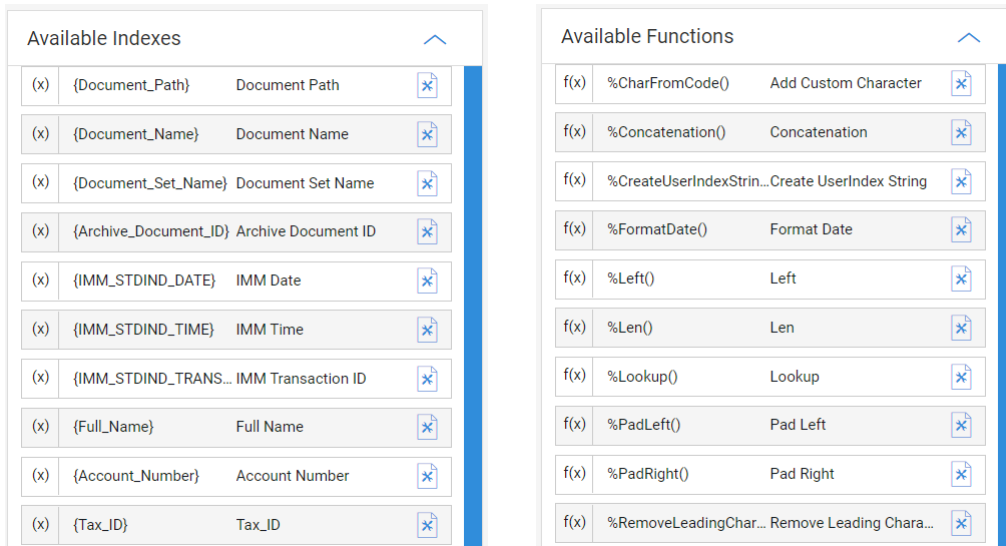 Available Indexes
(x) {Document_Path} Document Path
(x) {Document_Name} Document Name
(x) {Document_Set_Name} Document Set Name
(x) {Archive_Document_ID} Archive Document ID
(x) {IMM_STDIND_DATE} IMM Date
(x) {IMM_STDIND_TIME} IMM Time
(x) {IMM_STDIND_TRANS... IMM Transaction ID
(x) {Full_Name} Full Name
(x) {Account_Number} Account Number
(x) {Tax_ID} Tax_ID
Available Functions
f(x) %CharFromCode() Add Custom Character
f(x) %Concatenation() Concatenation
f(x) %CreateUserIndexStrin... Create UserIndex String
f(x) %FormatDate() Format Date
f(x) %Left() Left
f(x) %Len() Len
f(x) %Lookup() Lookup
f(x) %PadLeft() Pad Left
f(x) %PadRight() Pad Right
f(x) %RemoveLeadingChar... Remove Leading Chara...